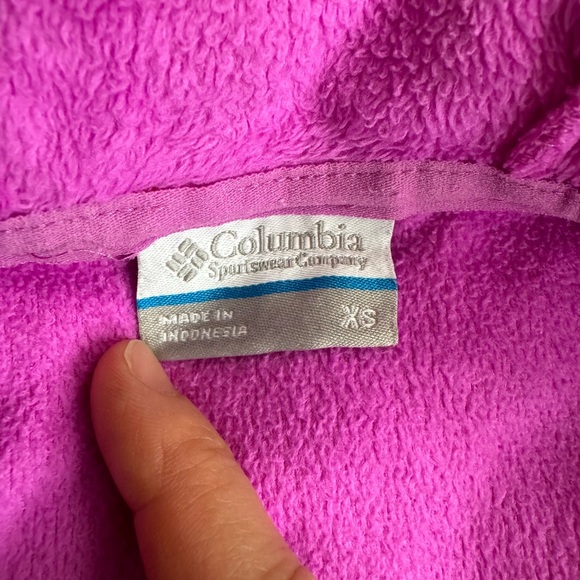 Columbia
Sportswear Company
MADE IN
INDONESIA
XS